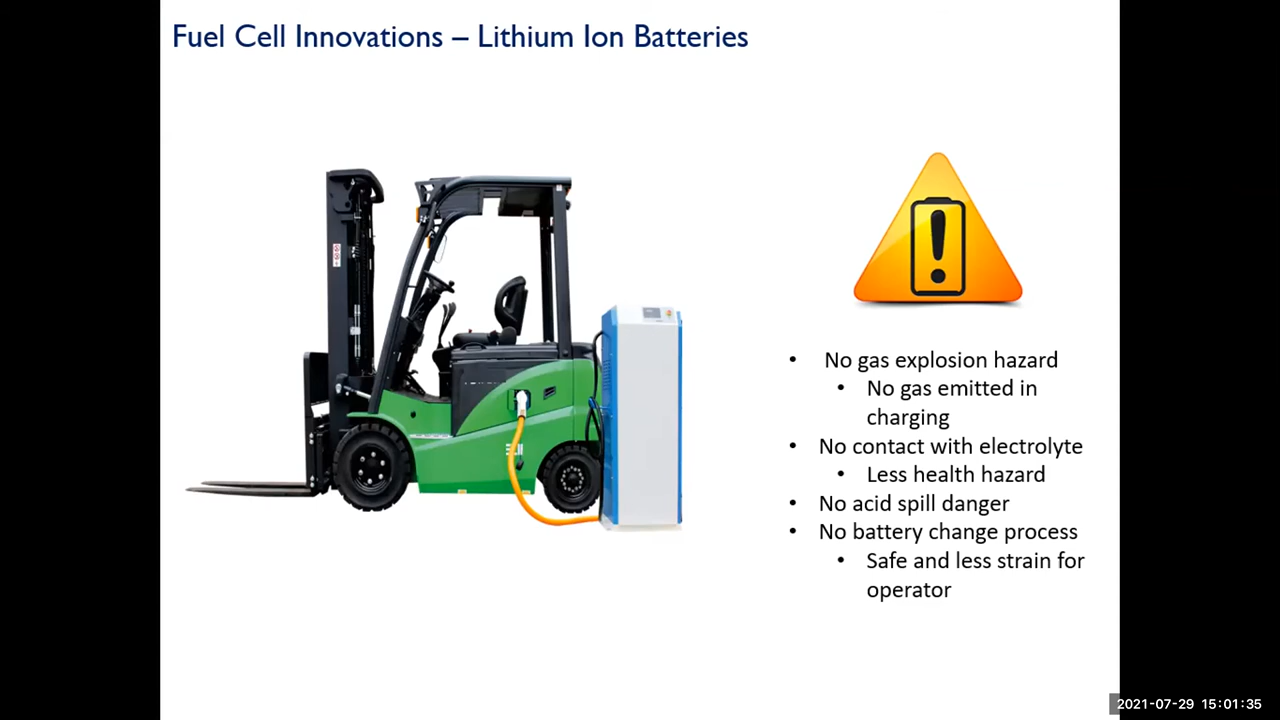 Fuel Cell Innovations – Lithium Ion Batteries
• No gas explosion hazard
• No gas emitted in
charging
• No contact with electrolyte
• Less health hazard
• No acid spill danger
• No battery change process
• Safe and less strain for
operator
2021-07-29 15:01:35